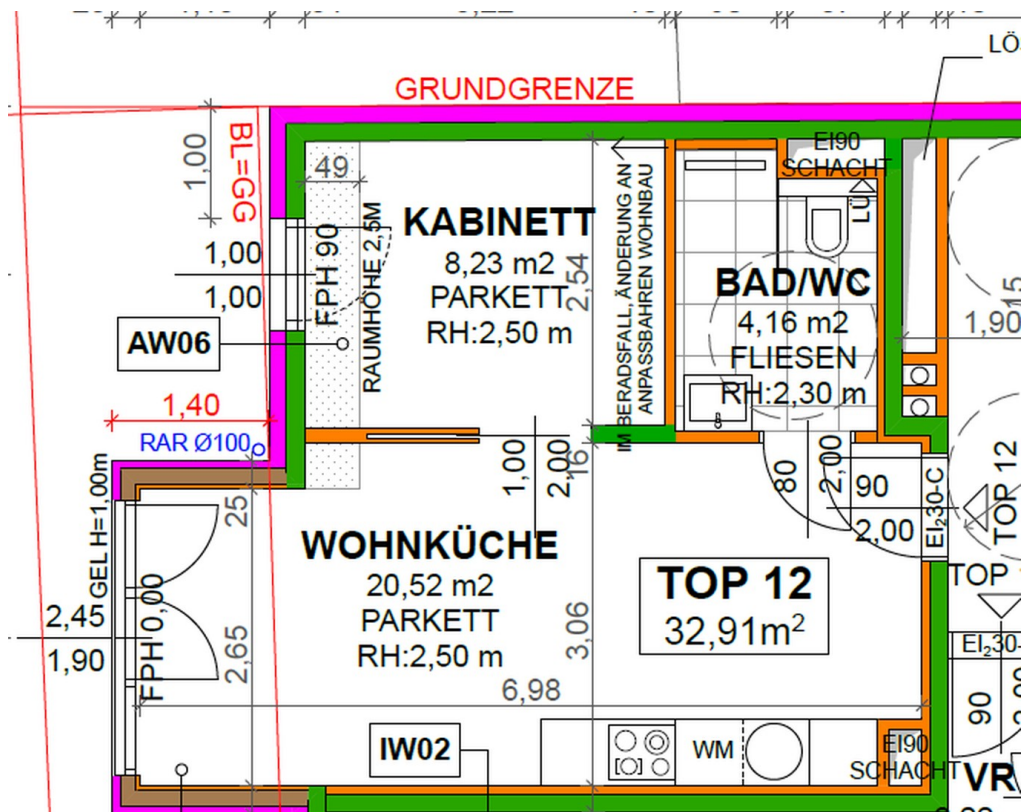 LÖ
GRUNDGRENZE
BL=GG
1,00
49
EI90
SCHACHT
LÜ
KABINETT
8,23 m2
PARKETT
RH:2,50 m
2,54
FPH 90
RAUMHÖHE 2,5M
IM BERADSFALL, ÄNDERUNG AN
ANPASSBAHREN WOHNBAU
BAD/WC
4,16 m2
FLIESEN
RH:2,30 m
1,00
1,00
AW06
15
1,90
1,40
RAR Ø100
GEL H=1,00m
25
1,00
2,00
16
80
2,00
90
2,00
EI₂30-C
TOP 12
WOHNKÜCHE
20,52 m2
PARKETT
RH:2,50 m
TOP 12
32,91m²
TOP
2,45
1,90
FPH 0,00
2,65
3,06
6,98
EI₂30-
90
IW02
WM
EI90
SCHACHT
VR